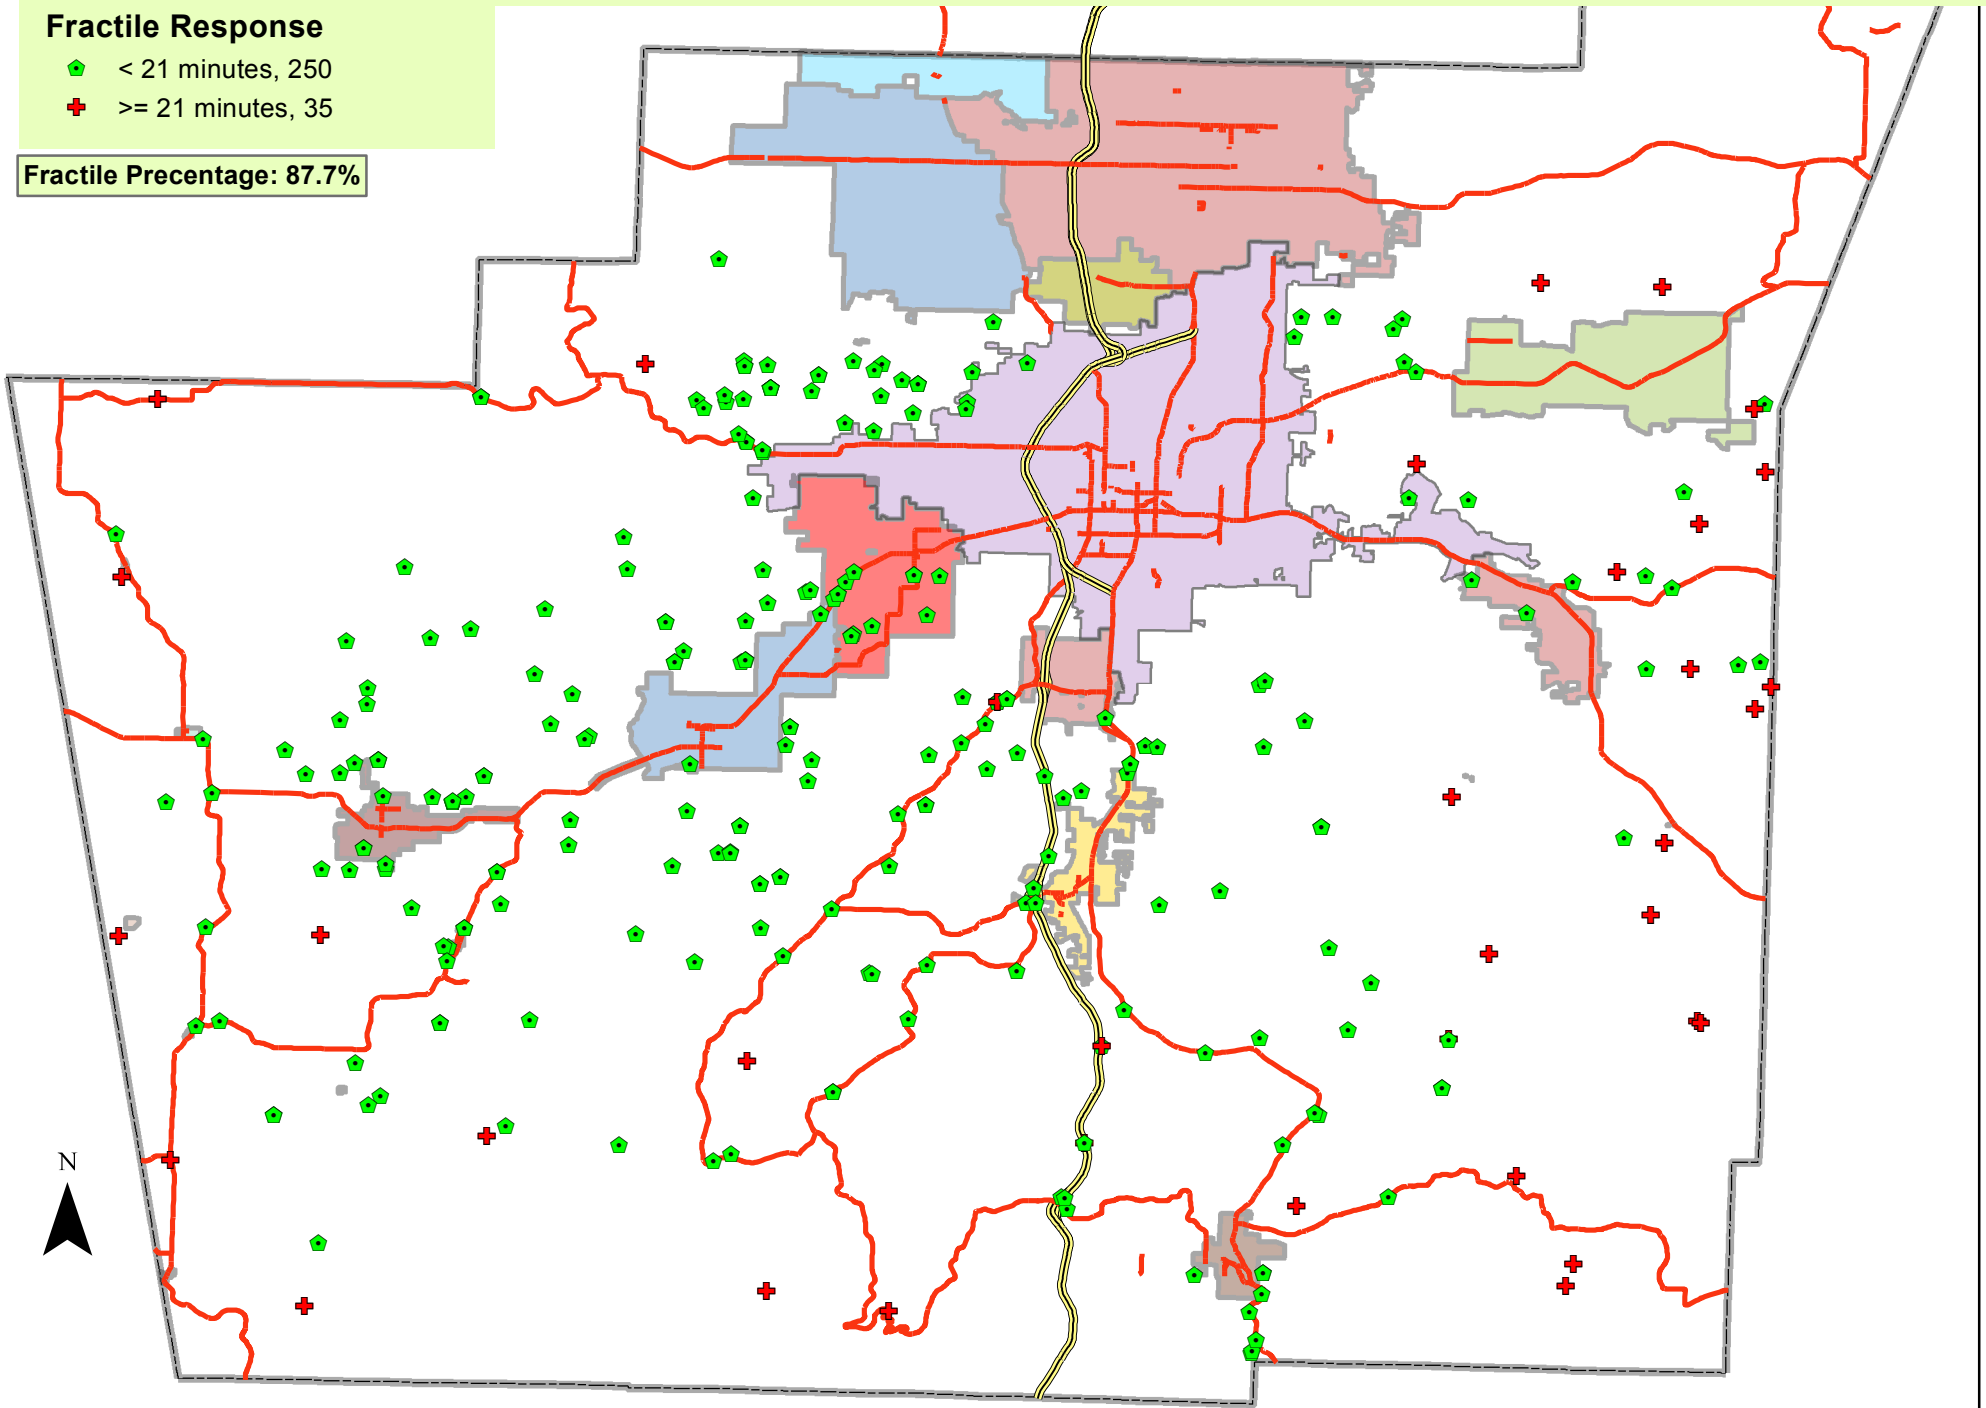 Fractile Response
< 21 minutes, 250
>= 21 minutes, 35
Fractile Precentage: 87.7%
N